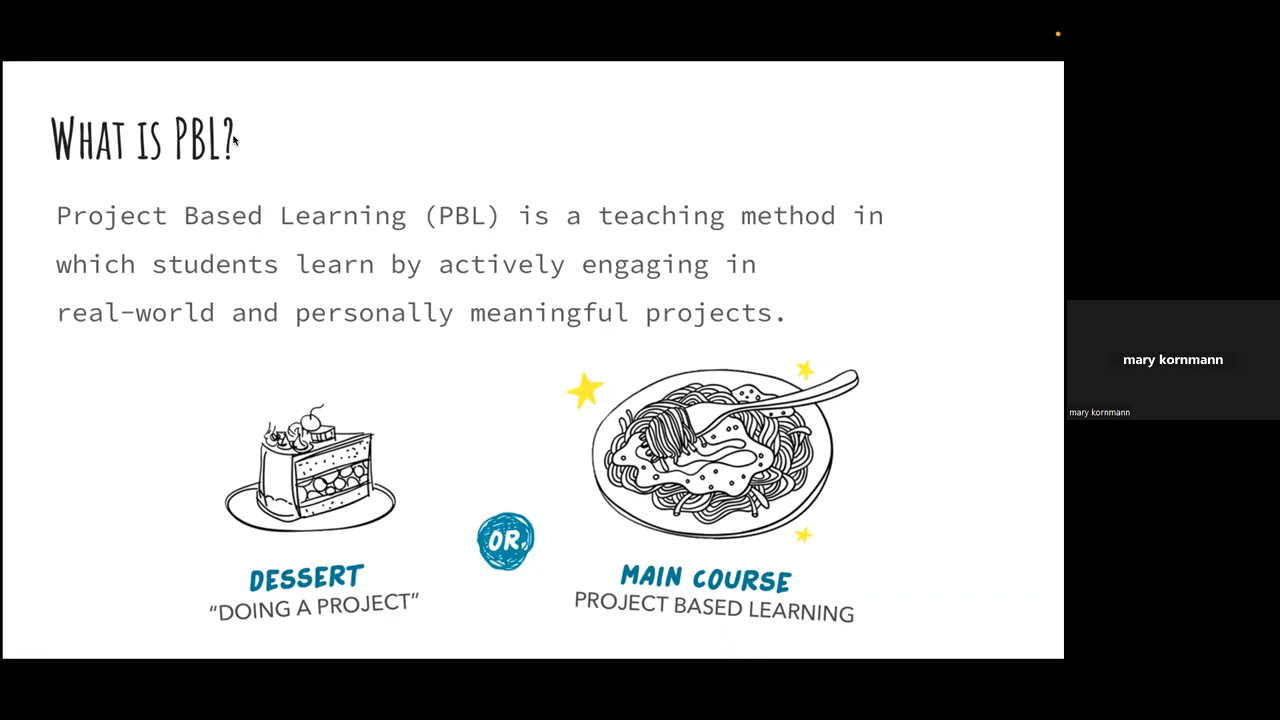 What is PBL?
Project Based Learning (PBL) is a teaching method in
which students learn by actively engaging in
real-world and personally meaningful projects.
OR
DESSERT
"DOING A PROJECT"
MAIN COURSE
PROJECT BASED LEARNING
mary kornmann
mary kornmann